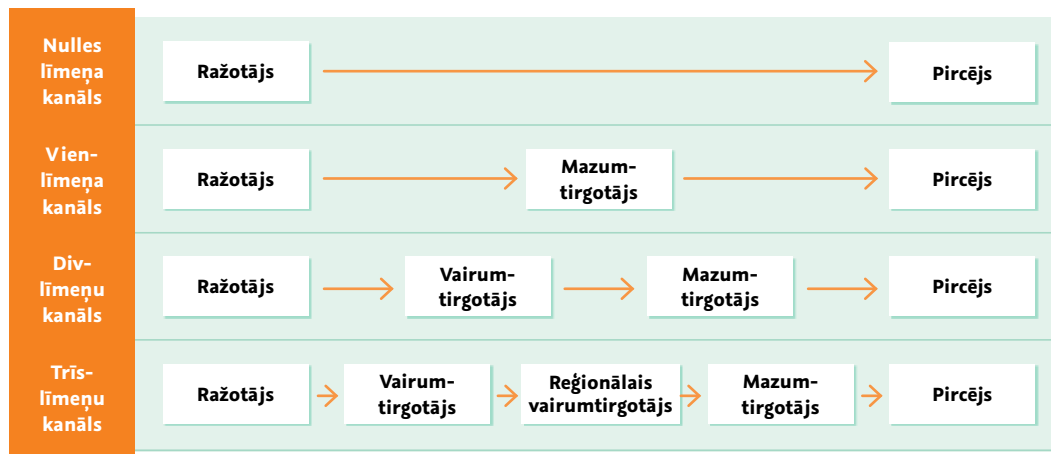 Nulles
līmeņa
kanāls
Ražotājs
Pircējs
Vien-
līmeņa
kanāls
Ražotājs
Mazum-
tirgotājs
Pircējs
Div-
līmeņu
kanāls
Ražotājs
Vairum-
tirgotājs
Mazum-
tirgotājs
Pircējs
Trīs-
līmeņu
kanāls
Ražotājs
Vairum-
tirgotājs
Reģionālais
vairumtirgotājs
Mazum-
tirgotājs
Pircējs